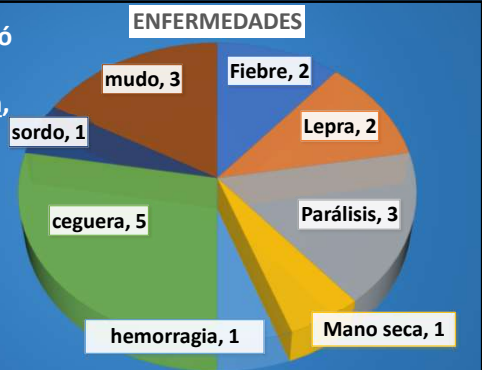 ENFERMEDADES
ó
,
mudo, 3
Fiebre, 2
sordo, 1
Lepra, 2
ceguera, 5
Parálisis, 3
hemorragia, 1
Mano seca, 1